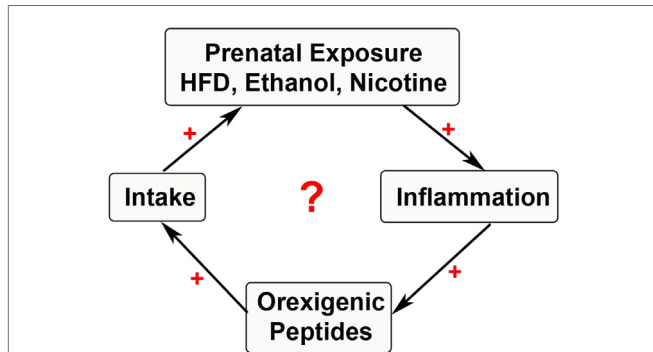 Prenatal Exposure
HFD, Ethanol, Nicotine
+
+
Intake
?
Inflammation
+
+
Orexigenic
Peptides